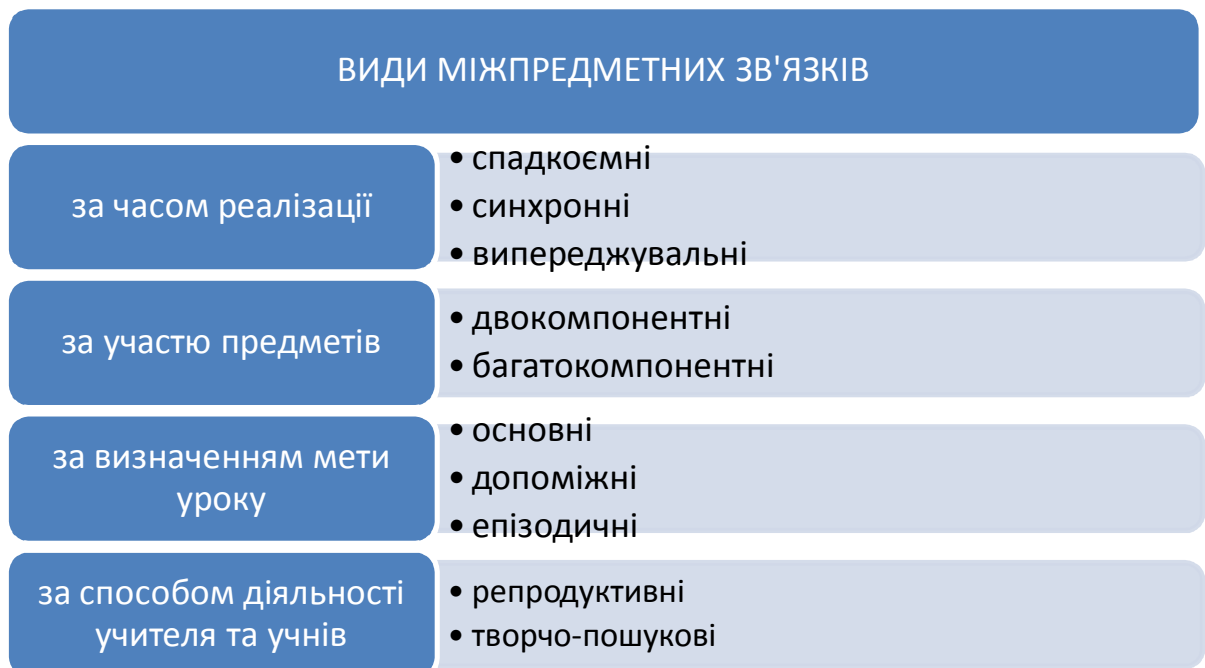 ВИДИ МІЖПРЕДМЕТНИХ ЗВ'ЯЗКІВ
за часом реалізації
• спадкоємні
• синхронні
• випереджувальні
за участю предметів
• двокомпонентні
• багатокомпонентні
за визначенням мети
уроку
• основні
• допоміжні
• епізодичні
за способом діяльності
учителя та учнів
• репродуктивні
• творчо-пошукові